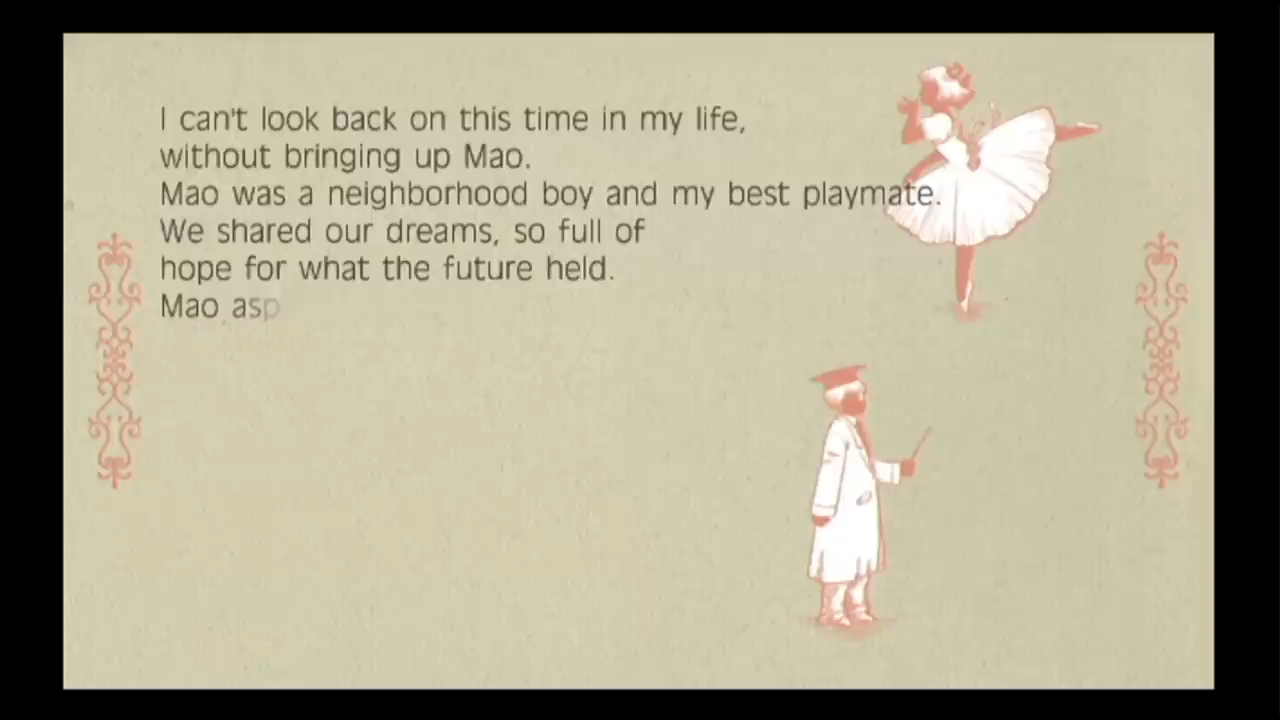 I can't look back on this time in my life,
without bringing up Mao.
Mao was a neighborhood boy and my best playmate.
We shared our dreams, so full of
hope for what the future held.
Mao asp